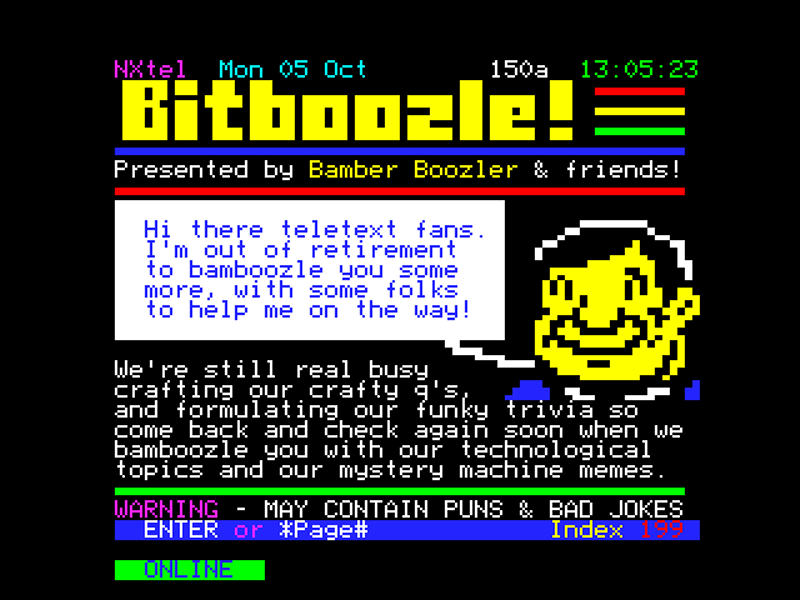 NXtel Mon 05 Oct 150a 13:05:23
Bitboozle!
Presented by Bamber Boozler & friends!
Hi there teletext fans.
I'm out of retirement
to bamboozle you some
more, with some folks
to help me on the way!
We're still real busy
crafting our crafty q's,
and formulating our funky trivia so
come back and check again soon when we
bamboozle you with our technological
topics and our mystery machine memes.
WARNING - MAY CONTAIN PUNS & BAD JOKES
ENTER or *Page# Index 199
ONLINE